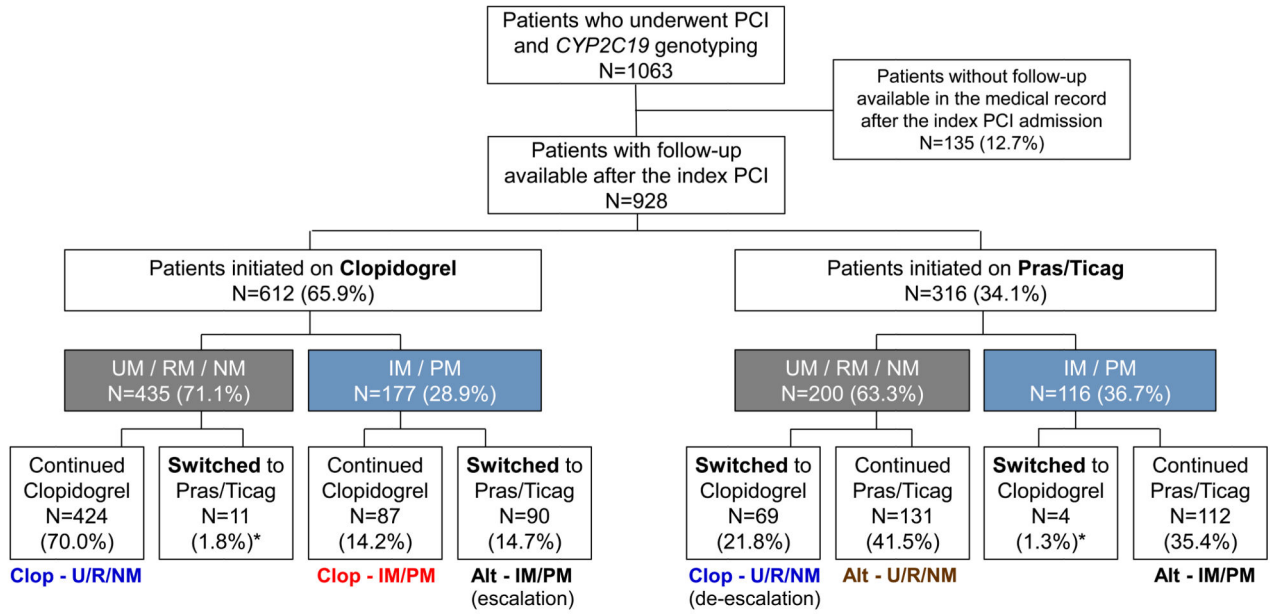 Patients who underwent PCI
and CYP2C19 genotyping
N=1063
Patients without follow-up
available in the medical record
after the index PCI admission
N=135 (12.7%)
Patients with follow-up
available after the index PCI
N=928
Patients initiated on Clopidogrel
N=612 (65.9%)
Patients initiated on Pras/Ticag
N=316 (34.1%)
UM / RM / NM
N=435 (71.1%)
IM / PM
N=177 (28.9%)
UM / RM / NM
N=200 (63.3%)
IM / PM
N=116 (36.7%)
Continued
Clopidogrel
N=424
(70.0%)
Clop - U/R/NM
Switched to
Pras/Ticag
N=11
(1.8%)*
Continued
Clopidogrel
N=87
(14.2%)
Clop - IM/PM
Switched to
Pras/Ticag
N=90
(14.7%)
Alt - IM/PM
(escalation)
Switched to
Clopidogrel
N=69
(21.8%)
Clop - U/R/NM
(de-escalation)
Continued
Pras/Ticag
N=131
(41.5%)
Alt - U/R/NM
Switched to
Clopidogrel
N=4
(1.3%)*
Continued
Pras/Ticag
N=112
(35.4%)
Alt - IM/PM